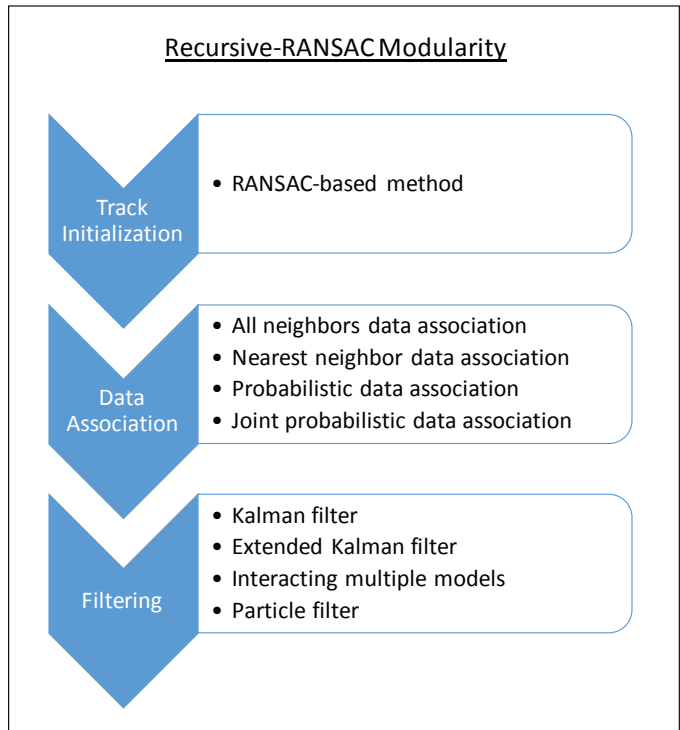 Recursive-RANSAC Modularity
Track
Initialization
• RANSAC-based method
Data
Association
• All neighbors data association
• Nearest neighbor data association
• Probabilistic data association
• Joint probabilistic data association
Filtering
• Kalman filter
• Extended Kalman filter
• Interacting multiple models
• Particle filter